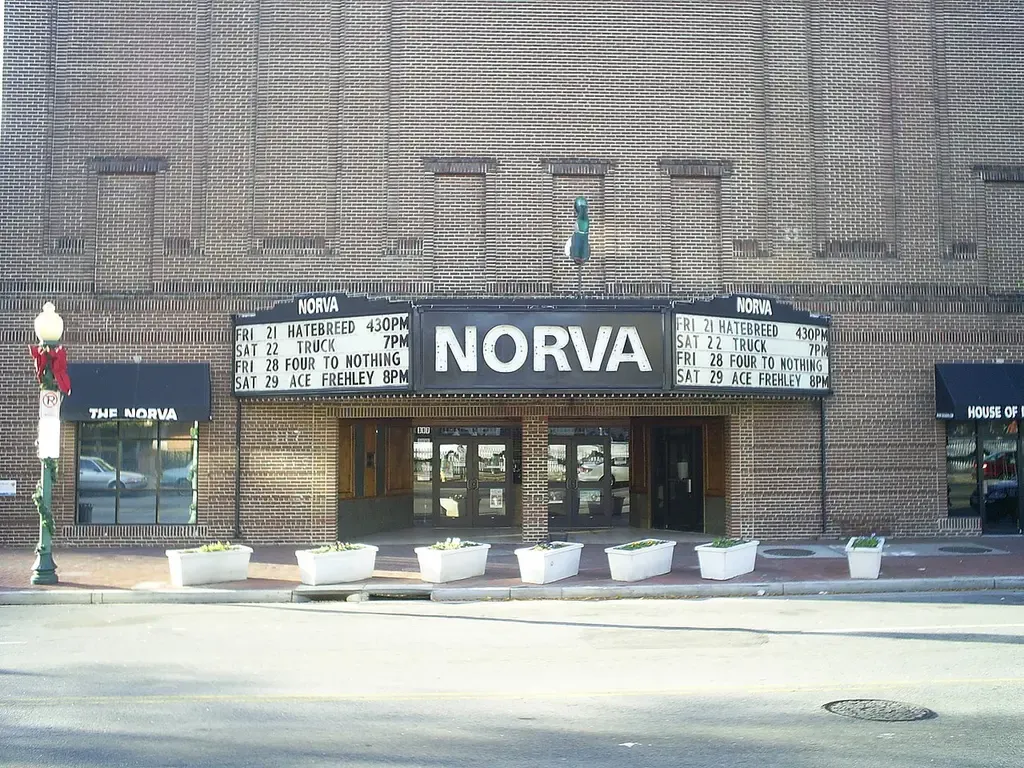 NORVA
FRI 21 HATEBREED 430PM
SAT 22 TRUCK 7PM
FRI 28 FOUR TO NOTHING
SAT 29 ACE FREHLEY 8PM
NORVA
NORVA
FRI 21 HATEBREED 430PM
SAT 22 TRUCK 7PM
FRI 28 FOUR TO NOTHING
SAT 29 ACE FREHLEY 8PM
THE NORVA
HOUSE OF
317
P